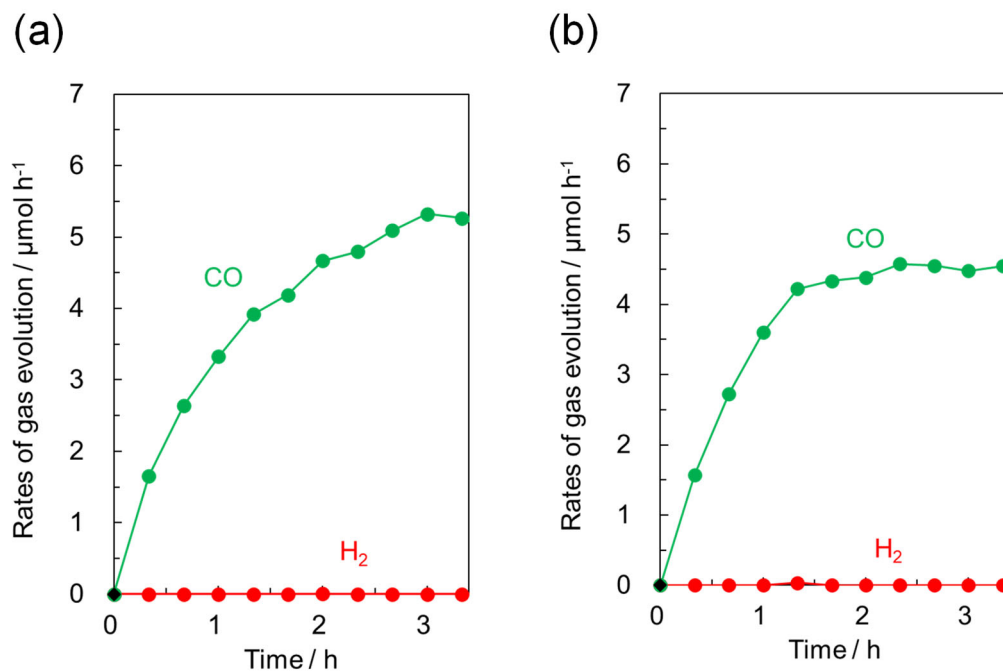 (a)
Rates of gas evolution / µmol h⁻¹
7
6
5
4
3
2
1
0
CO
H₂
0 1 2 3
Time / h
(b)
Rates of gas evolution / µmol h⁻¹
7
6
5
4
3
2
1
0
CO
H₂
0 1 2 3
Time / h